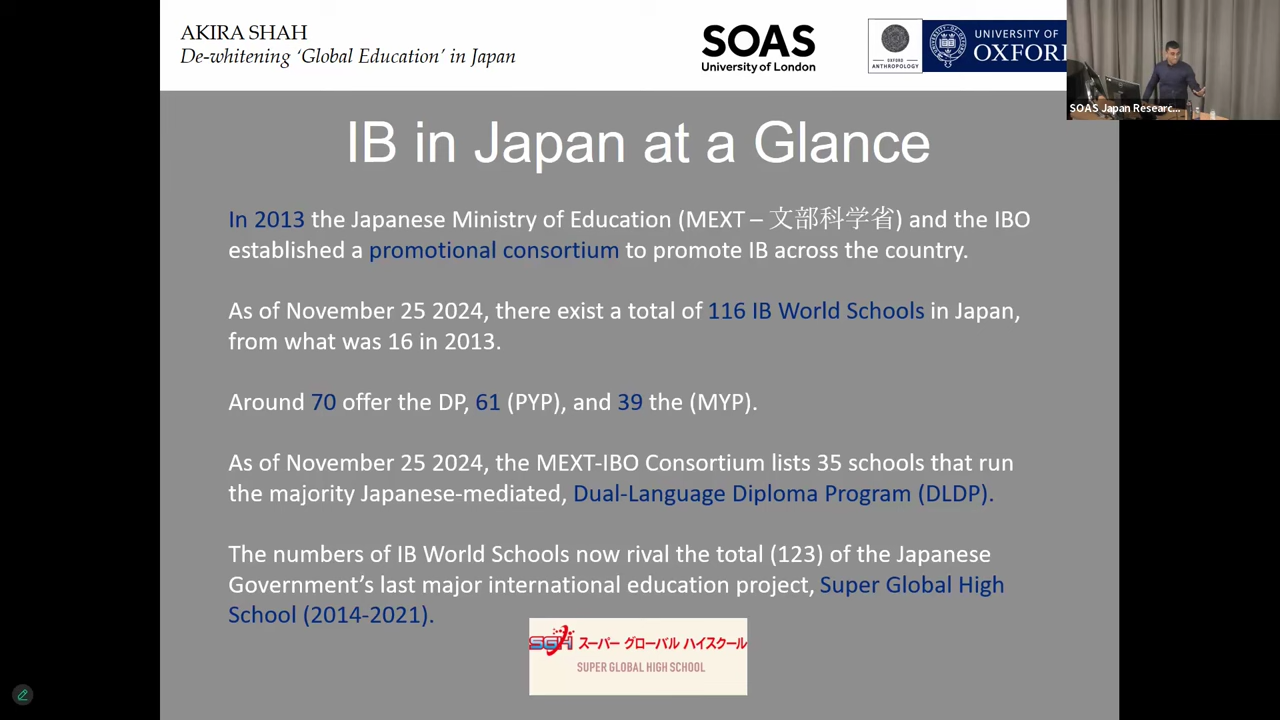 AKIRA SHAH
De-whitening 'Global Education' in Japan
SOAS
University of London
OXFORD
ANTHROPOLOGY
UNIVERSITY OF
OXFORD
SOAS Japan Researc...
IB in Japan at a Glance
In 2013 the Japanese Ministry of Education (MEXT – 文部科学省) and the IBO
established a promotional consortium to promote IB across the country.
As of November 25 2024, there exist a total of 116 IB World Schools in Japan,
from what was 16 in 2013.
Around 70 offer the DP, 61 (PYP), and 39 the (MYP).
As of November 25 2024, the MEXT-IBO Consortium lists 35 schools that run
the majority Japanese-mediated, Dual-Language Diploma Program (DLDP).
The numbers of IB World Schools now rival the total (123) of the Japanese
Government's last major international education project, Super Global High
School (2014-2021).
SGH スーパー グローバル ハイスクール
SUPER GLOBAL HIGH SCHOOL